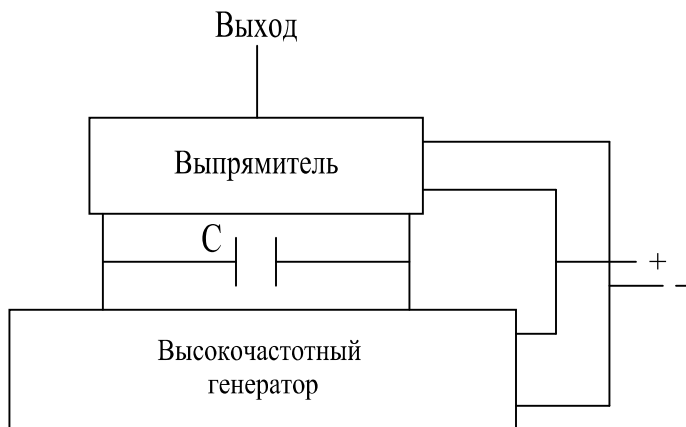 Выход
Выпрямитель
С
+
–
Высокочастотный
генератор